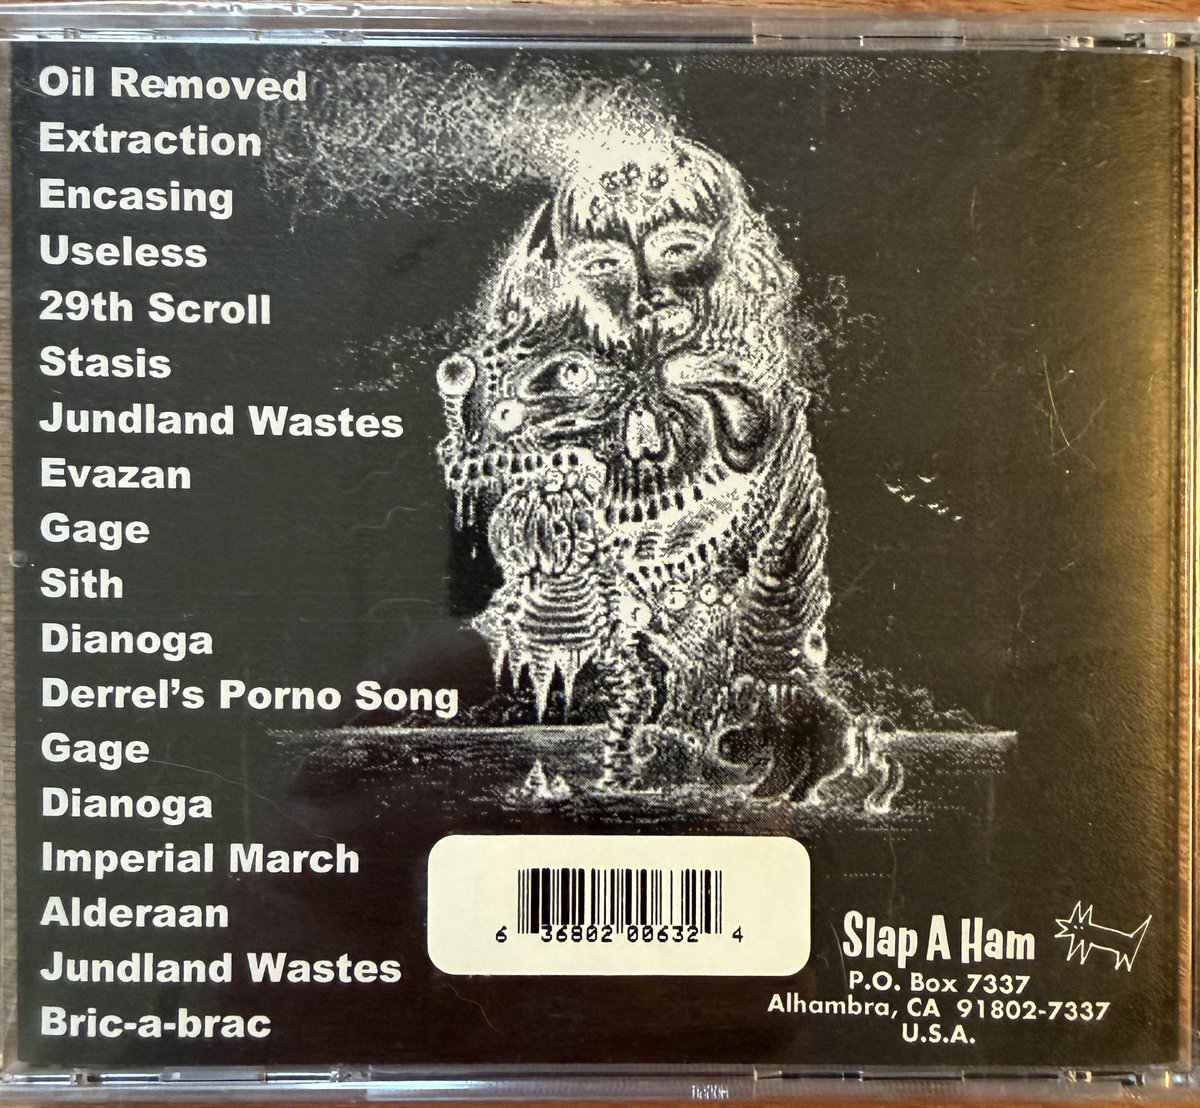 Oil Removed
Extraction
Encasing
Useless
29th Scroll
Stasis
Jundland Wastes
Evazan
Gage
Sith
Dianoga
Derrel's Porno Song
Gage
Dianoga
Imperial March
Alderaan
Jundland Wastes
Bric-a-brac
6 36802 00632 4
Slap A Ham
P.O. Box 7337
Alhambra, CA 91802-7337
U.S.A.